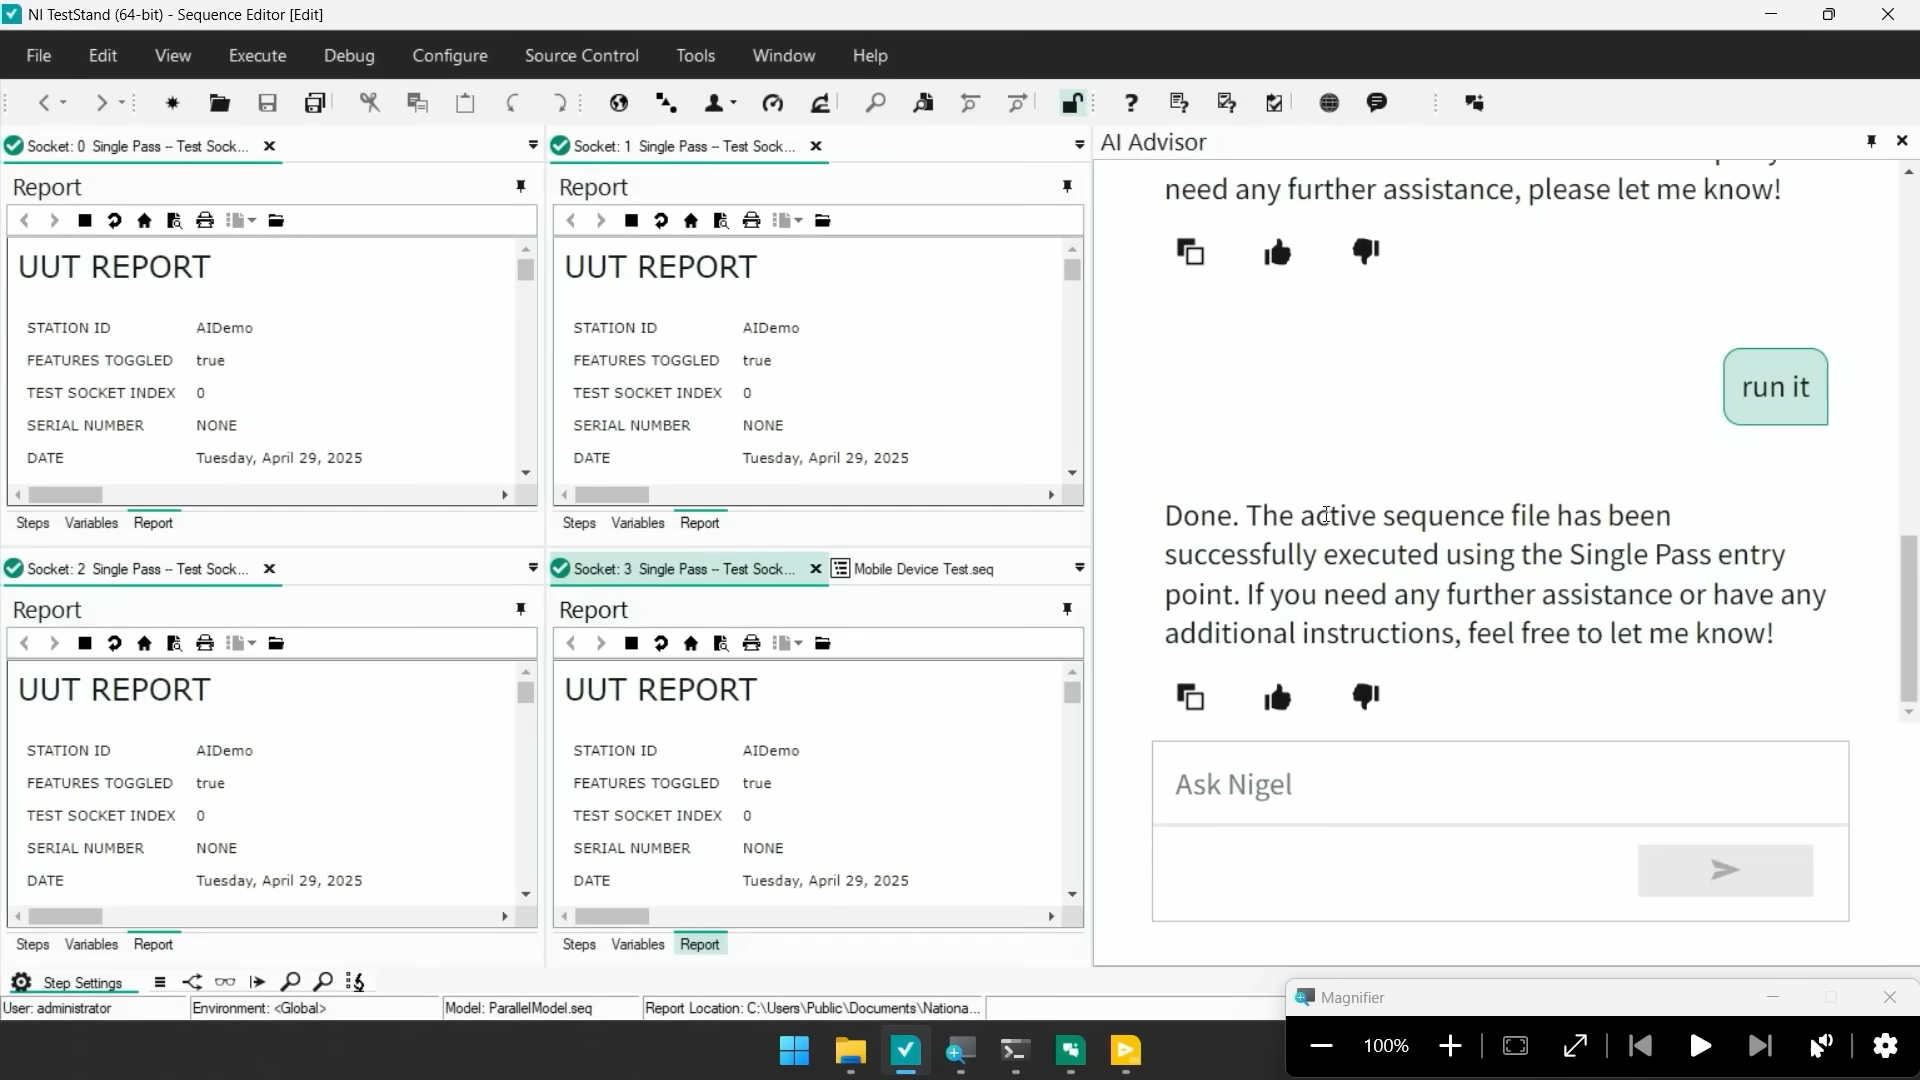 NI TestStand (64-bit) - Sequence Editor [Edit]
File Edit View Execute Debug Configure Source Control Tools Window Help
Socket: 0 Single Pass -- Test Sock...
Report
UUT REPORT
STATION ID AIDemo
FEATURES TOGGLED true
TEST SOCKET INDEX 0
SERIAL NUMBER NONE
DATE Tuesday, April 29, 2025
Steps Variables Report
Socket: 1 Single Pass -- Test Sock...
Report
UUT REPORT
STATION ID AIDemo
FEATURES TOGGLED true
TEST SOCKET INDEX 0
SERIAL NUMBER NONE
DATE Tuesday, April 29, 2025
Steps Variables Report
Socket: 2 Single Pass -- Test Sock...
Report
UUT REPORT
STATION ID AIDemo
FEATURES TOGGLED true
TEST SOCKET INDEX 0
SERIAL NUMBER NONE
DATE Tuesday, April 29, 2025
Steps Variables Report
Socket: 3 Single Pass -- Test Sock... Mobile Device Test.seq
Report
UUT REPORT
STATION ID AIDemo
FEATURES TOGGLED true
TEST SOCKET INDEX 0
SERIAL NUMBER NONE
DATE Tuesday, April 29, 2025
Steps Variables Report
AI Advisor
need any further assistance, please let me know!
run it
Done. The active sequence file has been
successfully executed using the Single Pass entry
point. If you need any further assistance or have any
additional instructions, feel free to let me know!
Ask Nigel
Step Settings
User: administrator Environment: <Global> Model: ParallelModel.seq Report Location: C:\Users\Public\Documents\Nationa...
Magnifier
100%